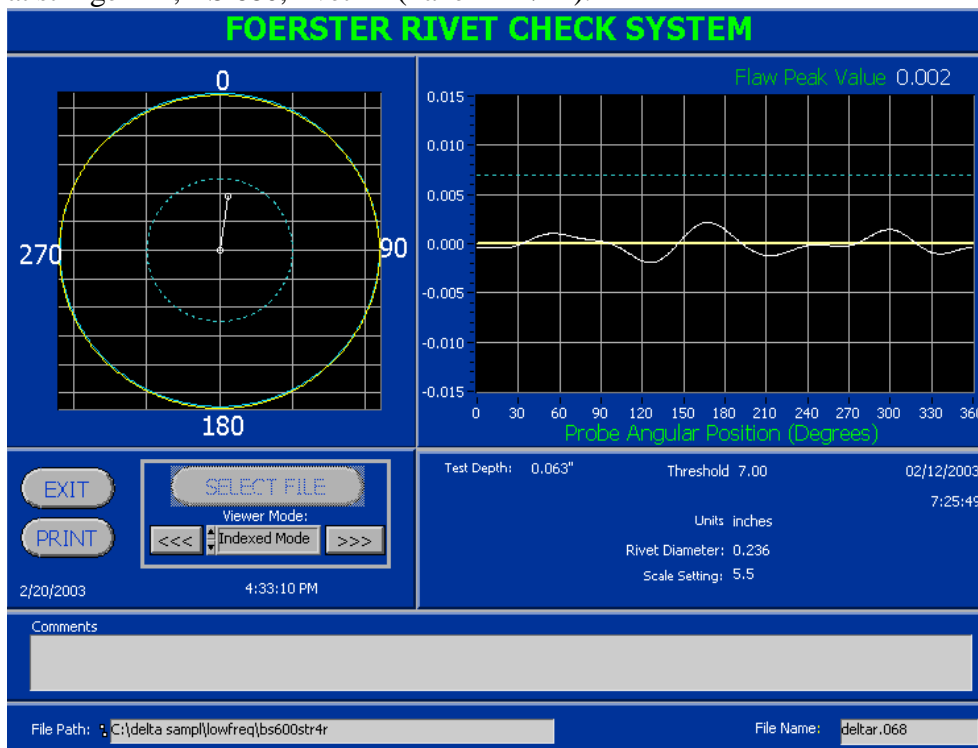 FOERSTER RIVET CHECK SYSTEM
0
270
90
180
Flaw Peak Value 0.002
0.015
0.010
0.005
0.000
-0.005
-0.010
-0.015
0 30 60 90 120 150 180 210 240 270 300 330 360
Probe Angular Position (Degrees)
EXIT
PRINT
SELECT FILE
Viewer Mode:
<<< Indexed Mode >>>
2/20/2003 4:33:10 PM
Test Depth: 0.063" Threshold 7.00 02/12/2003
7:25:49
Units inches
Rivet Diameter: 0.236
Scale Setting: 5.5
Comments
File Path: C:\delta sampl\lowfreq\bs600str4r
File Name: deltar.068